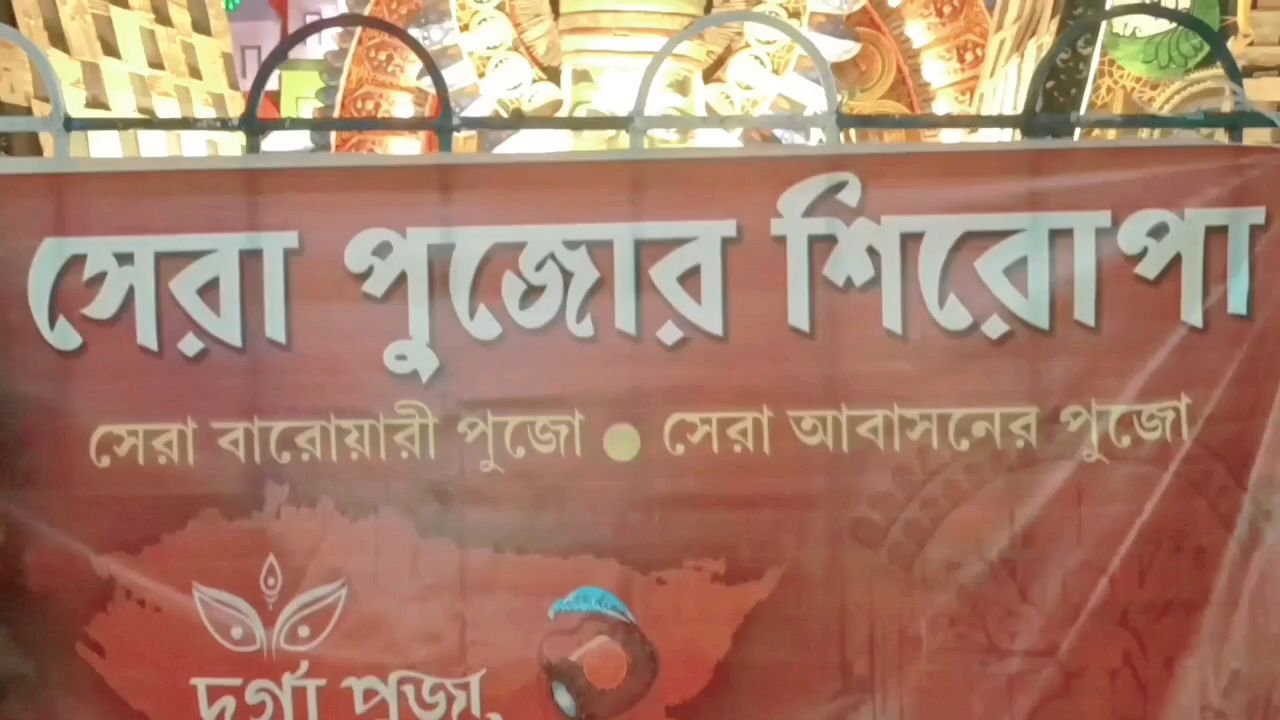 সেরা পুজোর শিরোপা
সেরা বারোয়ারী পুজো ● সেরা আবাসনের পুজো
দুর্গা পূজা